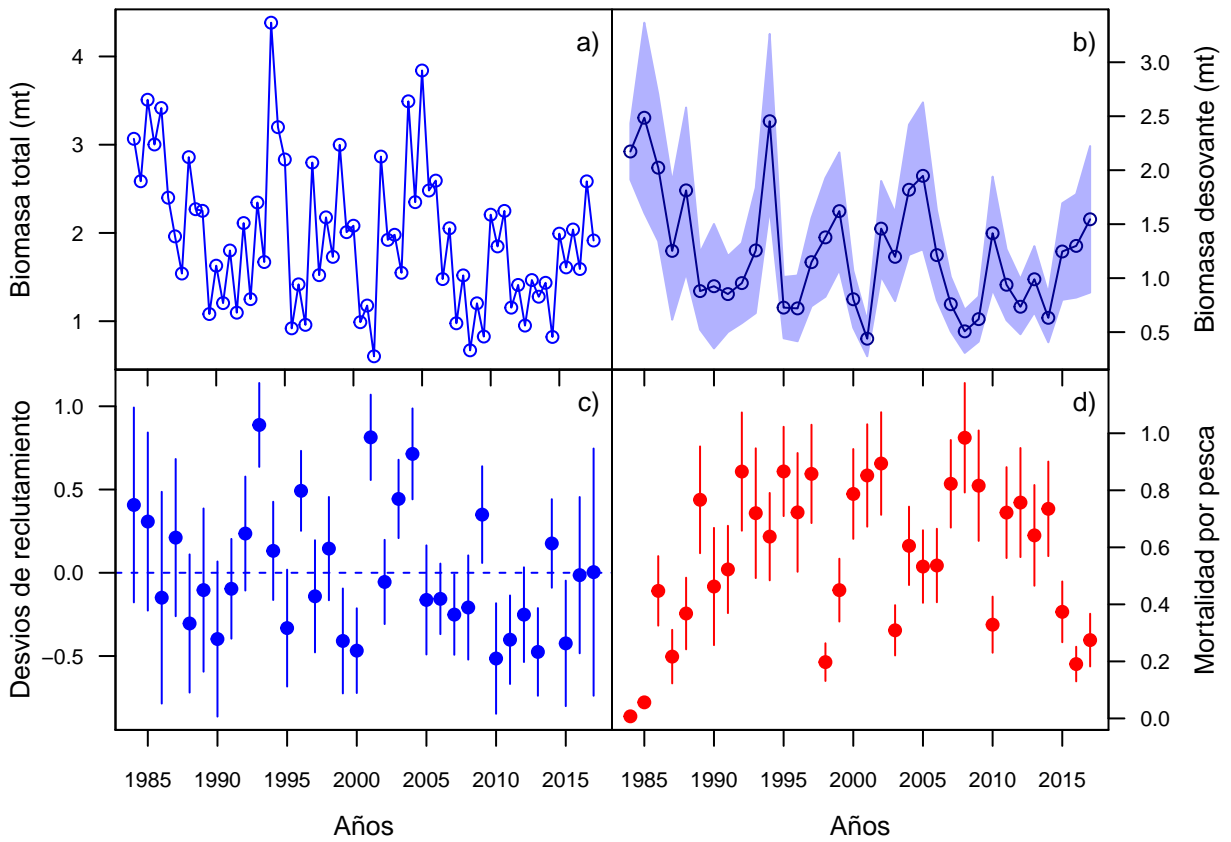 a)
Biomasa total (mt)
4
3
2
1
b)
3.0
2.5
2.0
1.5
1.0
0.5
Biomasa desovante (mt)
c)
Desvios de reclutamiento
1.0
0.5
0.0
−0.5
1985 1990 1995 2000 2005 2010 2015
Años
d)
1.0
0.8
0.6
0.4
0.2
0.0
Mortalidad por pesca
1985 1990 1995 2000 2005 2010 2015
Años